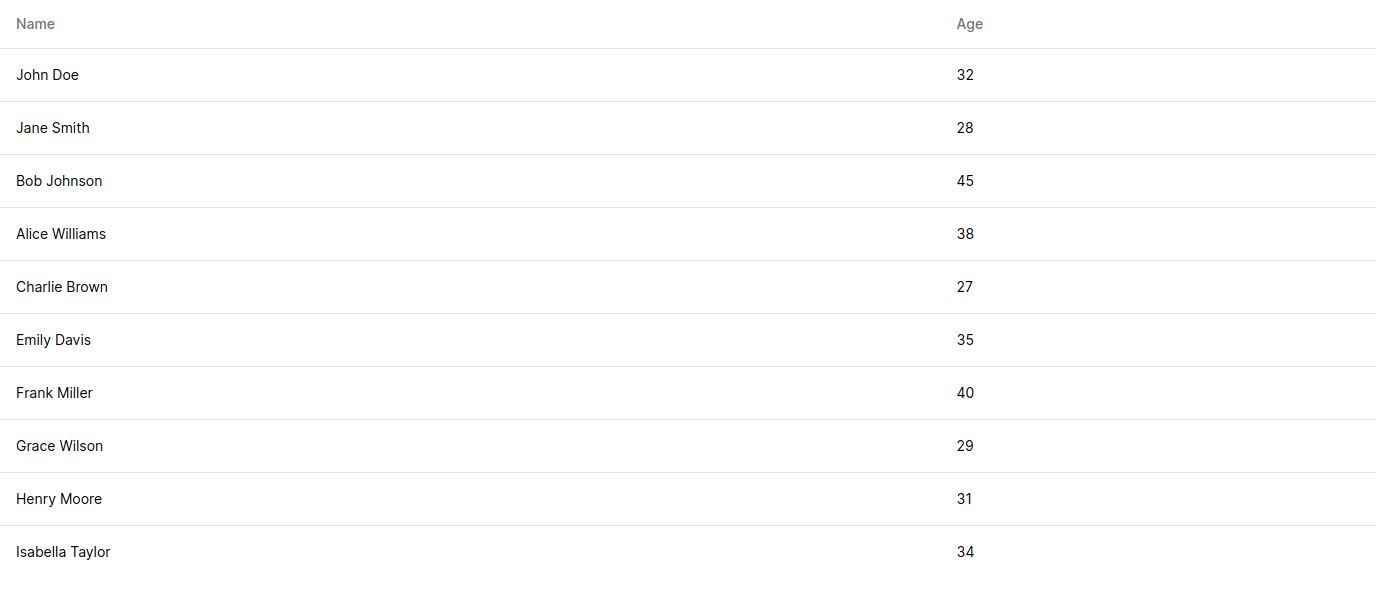 Name Age
John Doe 32
Jane Smith 28
Bob Johnson 45
Alice Williams 38
Charlie Brown 27
Emily Davis 35
Frank Miller 40
Grace Wilson 29
Henry Moore 31
Isabella Taylor 34